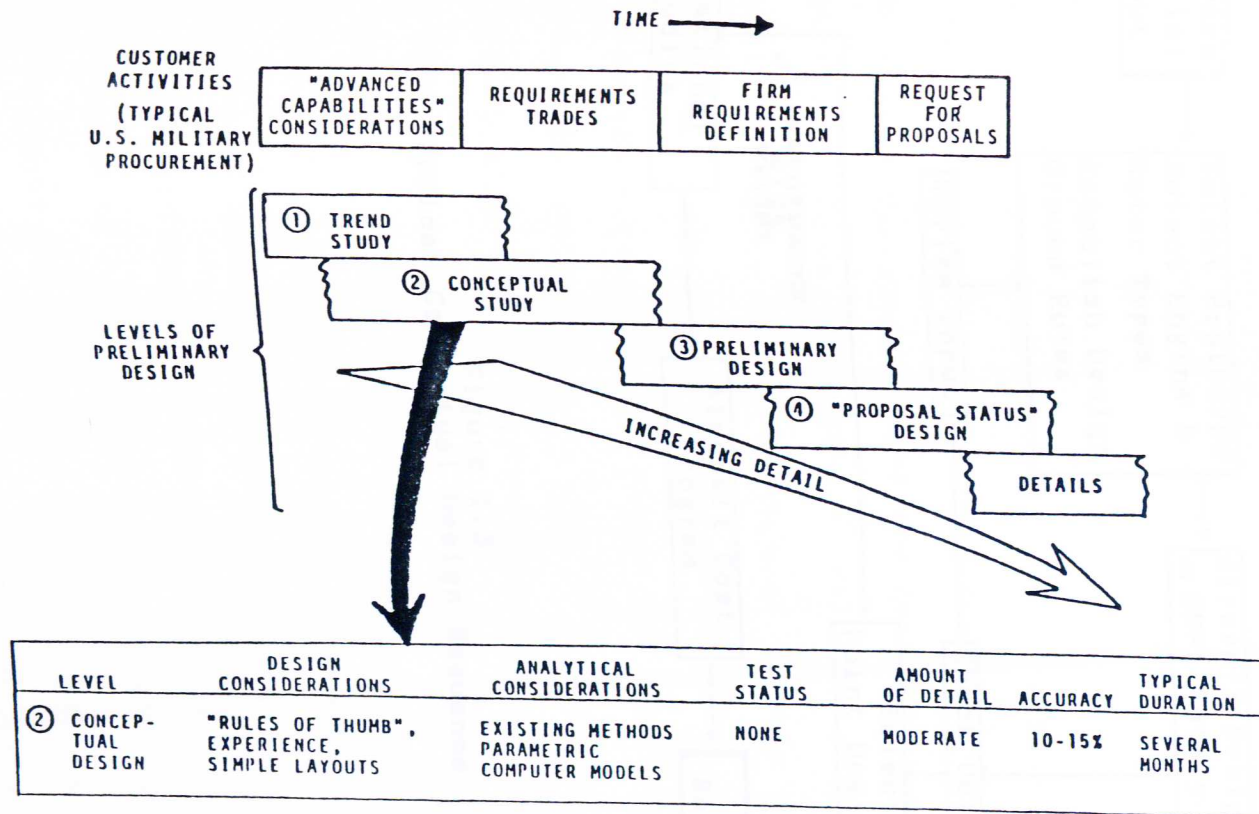 TIME
CUSTOMER
ACTIVITIES
(TYPICAL
U.S. MILITARY
PROCUREMENT)
"ADVANCED
CAPABILITIES"
CONSIDERATIONS
REQUIREMENTS
TRADES
FIRM
REQUIREMENTS
DEFINITION
REQUEST
FOR
PROPOSALS
LEVELS OF
PRELIMINARY
DESIGN
① TREND
STUDY
② CONCEPTUAL
STUDY
③ PRELIMINARY
DESIGN
④ "PROPOSAL STATUS"
DESIGN
DETAILS
INCREASING DETAIL
LEVEL
DESIGN
CONSIDERATIONS
ANALYTICAL
CONSIDERATIONS
TEST
STATUS
AMOUNT
OF DETAIL
ACCURACY
TYPICAL
DURATION
② CONCEP-
TUAL
DESIGN
"RULES OF THUMB",
EXPERIENCE,
SIMPLE LAYOUTS
EXISTING METHODS
PARAMETRIC
COMPUTER MODELS
NONE
MODERATE
10-15%
SEVERAL
MONTHS